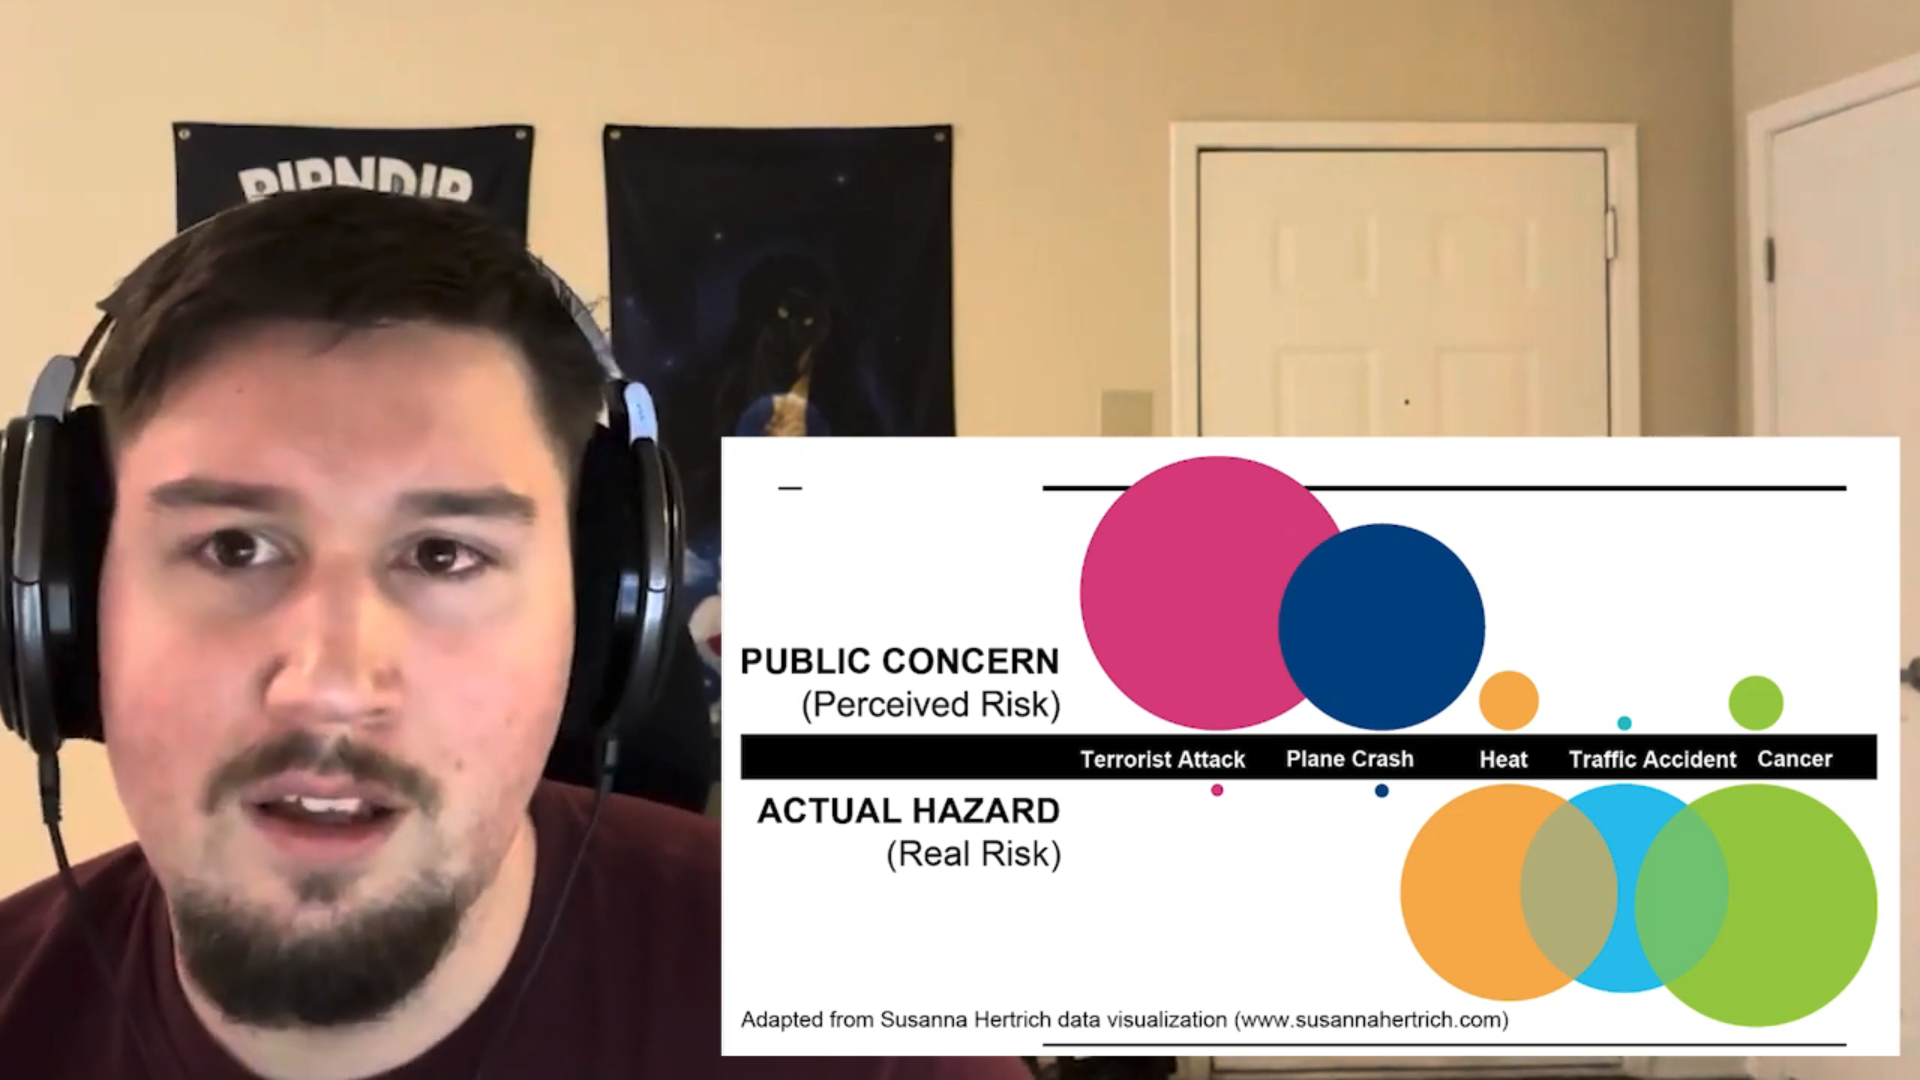 RIPNDIP
PUBLIC CONCERN
(Perceived Risk)
Terrorist Attack Plane Crash Heat Traffic Accident Cancer
ACTUAL HAZARD
(Real Risk)
Adapted from Susanna Hertrich data visualization (www.susannahertrich.com)